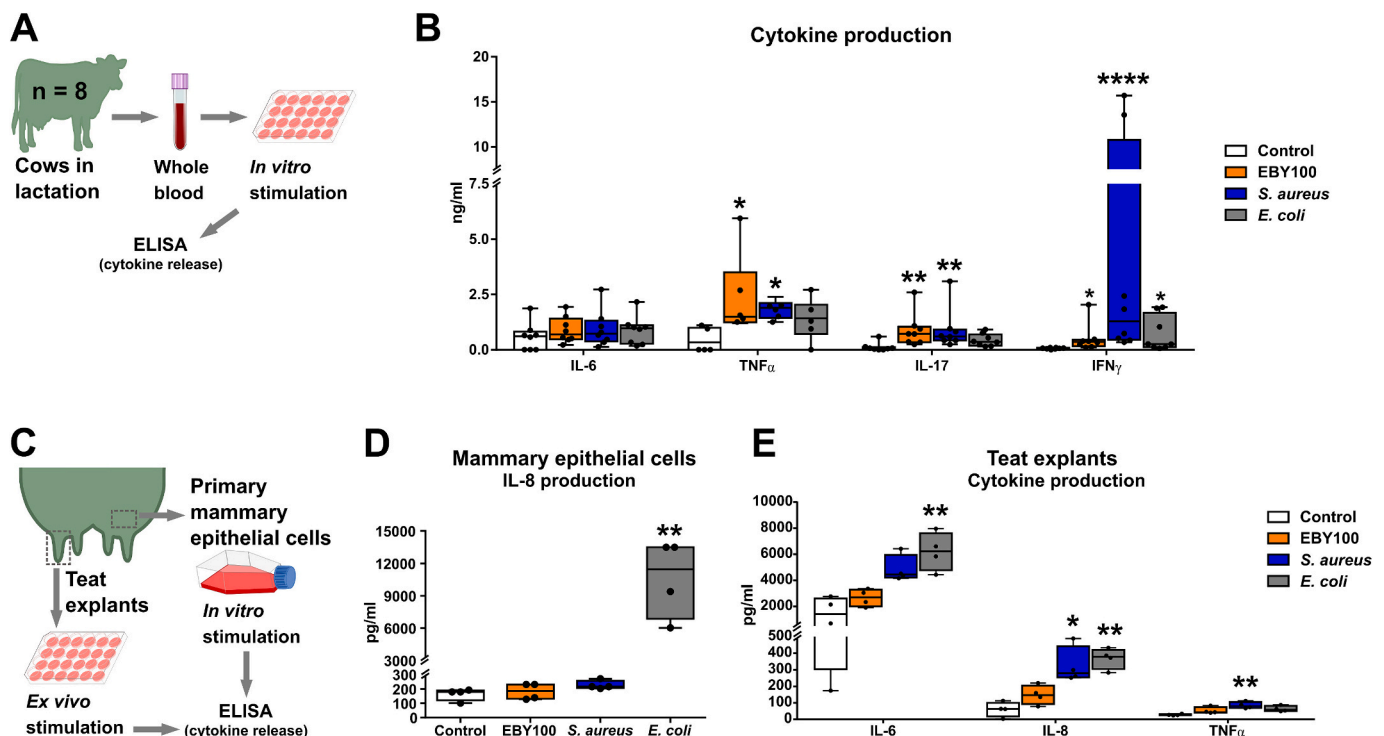 A
n = 8
Cows in
lactation
Whole
blood
In vitro
stimulation
ELISA
(cytokine release)
B
Cytokine production
ng/ml
20
15
10
7.5
5.0
2.5
0.0
*
*
**
**
*
****
*
IL-6
TNFα
IL-17
IFNγ
Control
EBY100
S. aureus
E. coli
C
Primary
mammary
epithelial cells
Teat
explants
In vitro
stimulation
Ex vivo
stimulation
ELISA
(cytokine release)
D
Mammary epithelial cells
IL-8 production
pg/ml
15000
12000
9000
6000
3000
300
200
100
0
**
Control
EBY100
S. aureus
E. coli
E
Teat explants
Cytokine production
pg/ml
10000
8000
6000
4000
2000
500
400
300
200
100
0
**
*
**
**
IL-6
IL-8
TNFα
Control
EBY100
S. aureus
E. coli